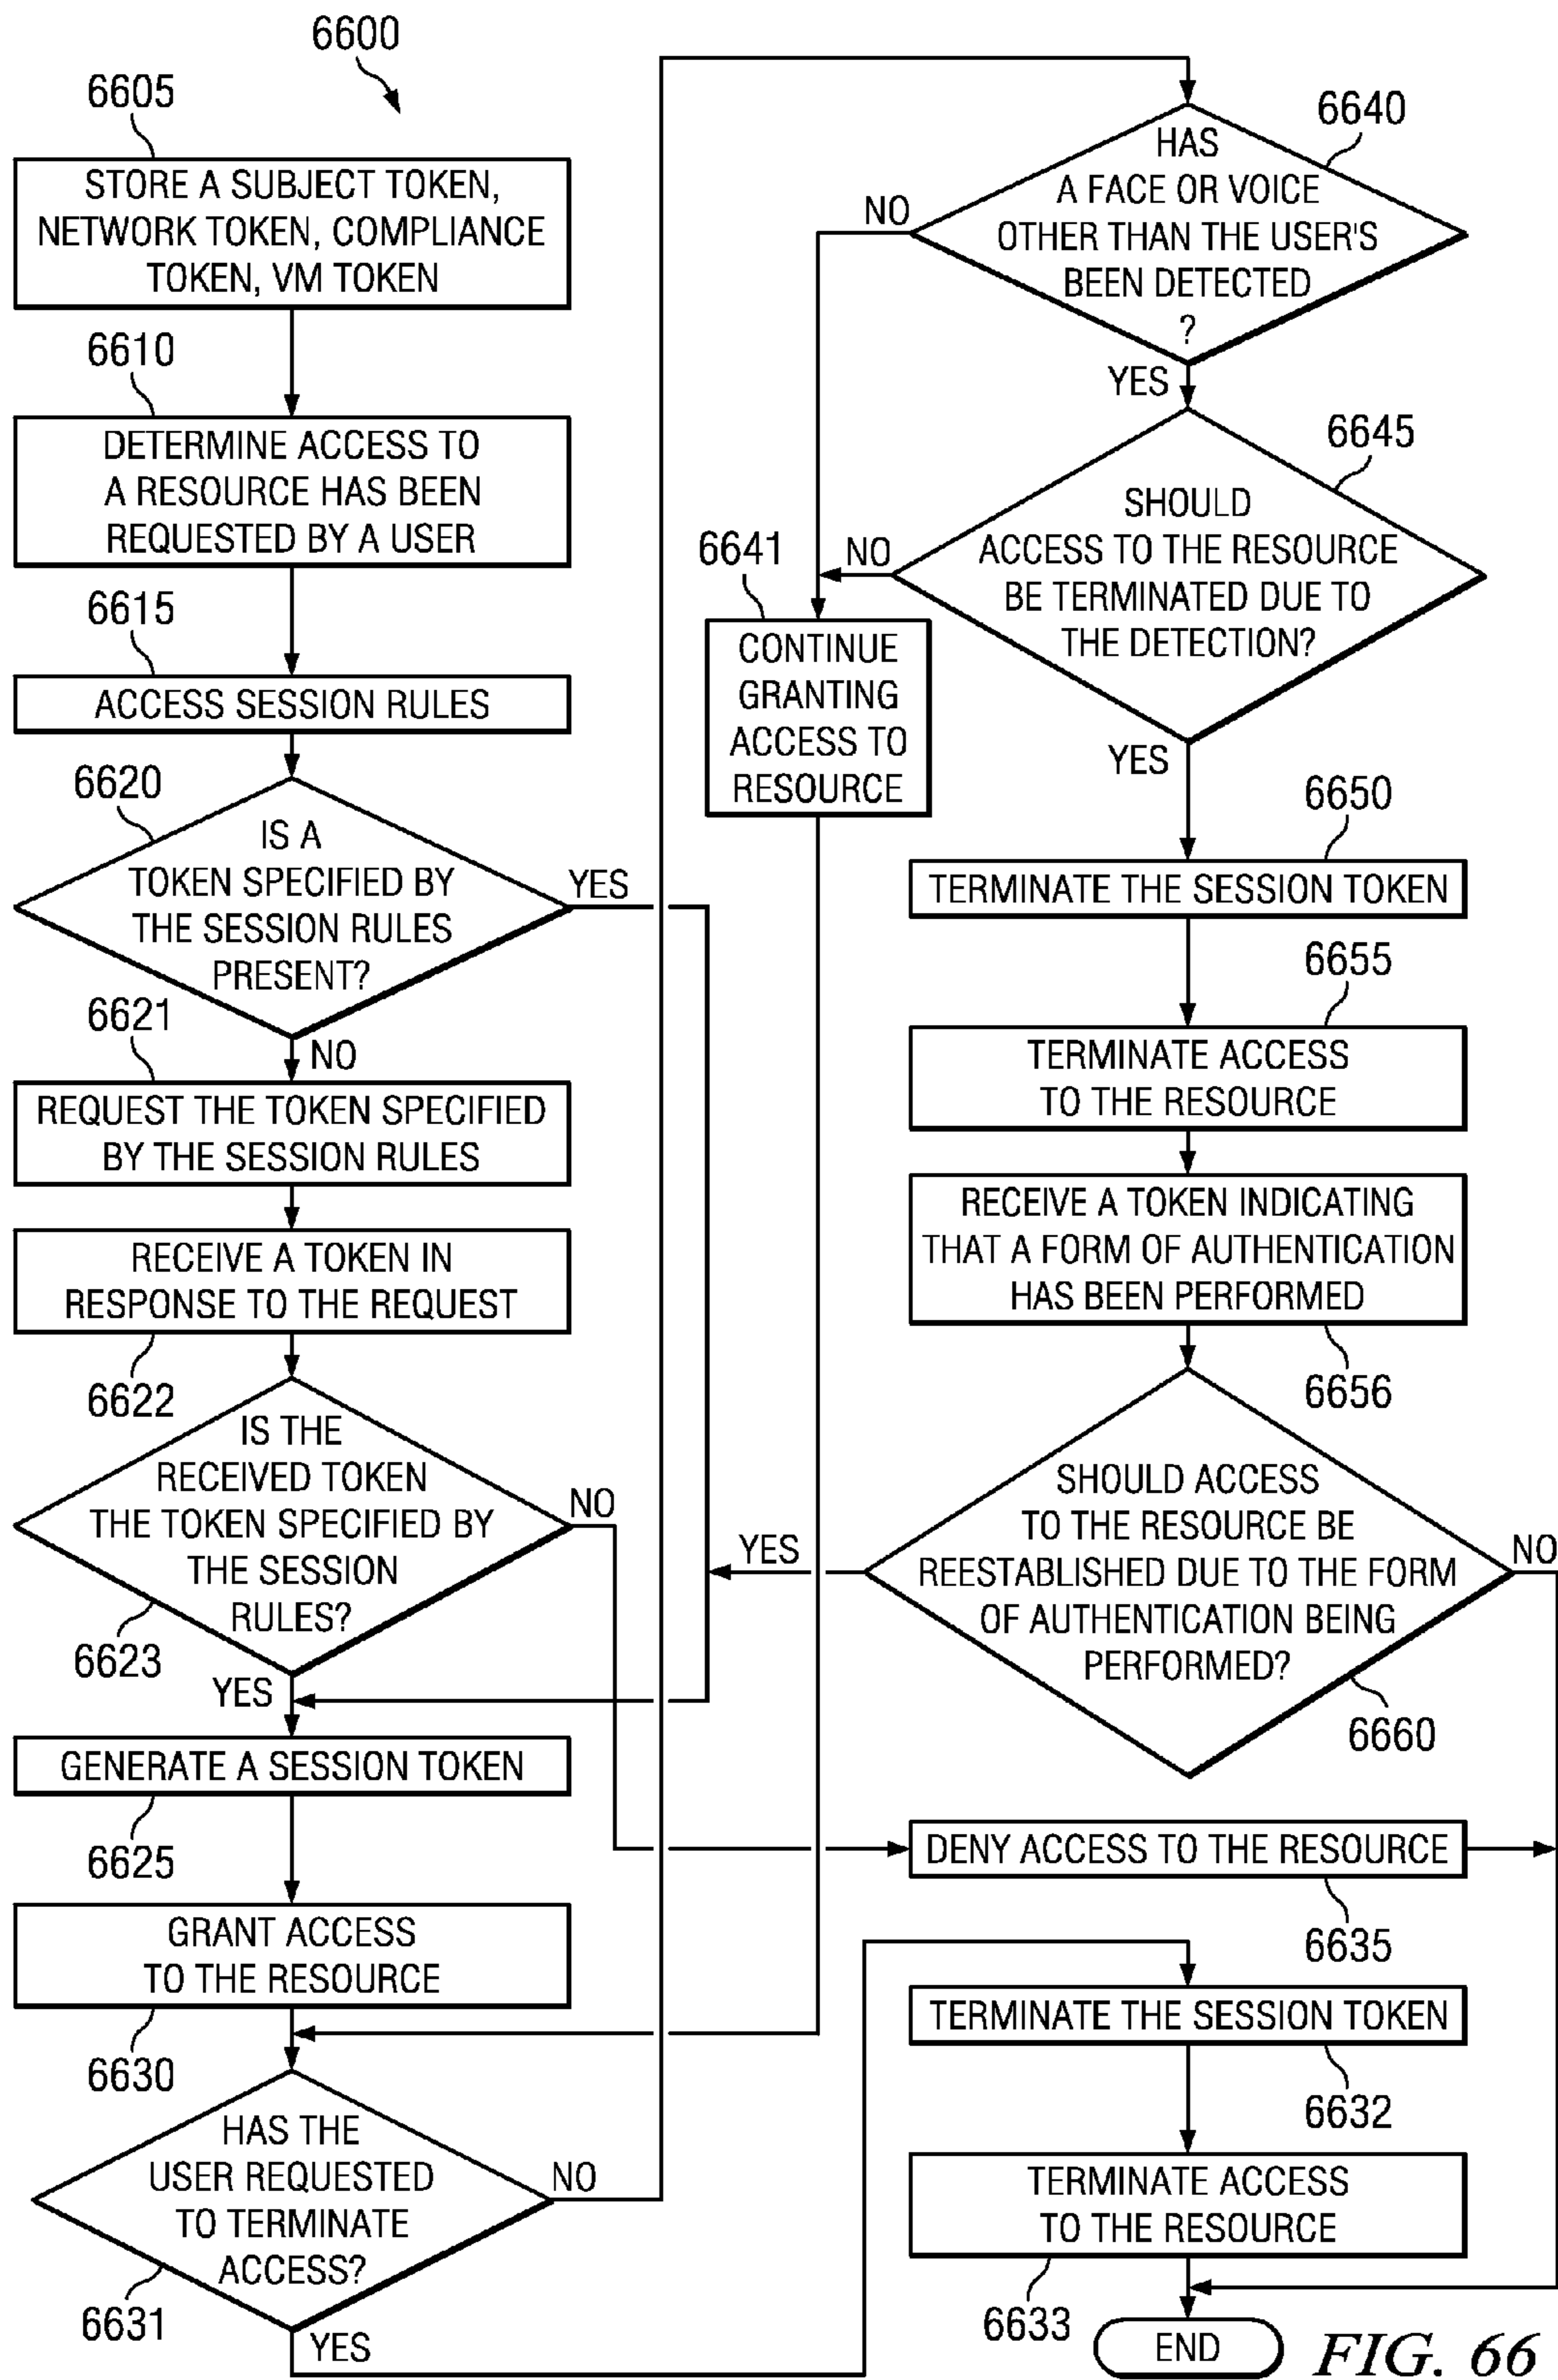 6600
6605
STORE A SUBJECT TOKEN,
NETWORK TOKEN, COMPLIANCE
TOKEN, VM TOKEN
6610
DETERMINE ACCESS TO
A RESOURCE HAS BEEN
REQUESTED BY A USER
6615
ACCESS SESSION RULES
6620
IS A
TOKEN SPECIFIED BY
THE SESSION RULES
PRESENT?
YES
NO
6621
REQUEST THE TOKEN SPECIFIED
BY THE SESSION RULES
RECEIVE A TOKEN IN
RESPONSE TO THE REQUEST
6622
IS THE
RECEIVED TOKEN
THE TOKEN SPECIFIED BY
THE SESSION
RULES?
NO
6623
YES
GENERATE A SESSION TOKEN
6625
GRANT ACCESS
TO THE RESOURCE
6630
HAS THE
USER REQUESTED
TO TERMINATE
ACCESS?
NO
6631
YES
6640
HAS
A FACE OR VOICE
OTHER THAN THE USER'S
BEEN DETECTED
?
NO
YES
6645
SHOULD
ACCESS TO THE RESOURCE
BE TERMINATED DUE TO
THE DETECTION?
NO
YES
6641
CONTINUE
GRANTING
ACCESS TO
RESOURCE
6650
TERMINATE THE SESSION TOKEN
6655
TERMINATE ACCESS
TO THE RESOURCE
RECEIVE A TOKEN INDICATING
THAT A FORM OF AUTHENTICATION
HAS BEEN PERFORMED
6656
SHOULD ACCESS
TO THE RESOURCE BE
REESTABLISHED DUE TO THE FORM
OF AUTHENTICATION BEING
PERFORMED?
YES
NO
6660
DENY ACCESS TO THE RESOURCE
6635
TERMINATE THE SESSION TOKEN
6632
TERMINATE ACCESS
TO THE RESOURCE
6633
END
FIG. 66